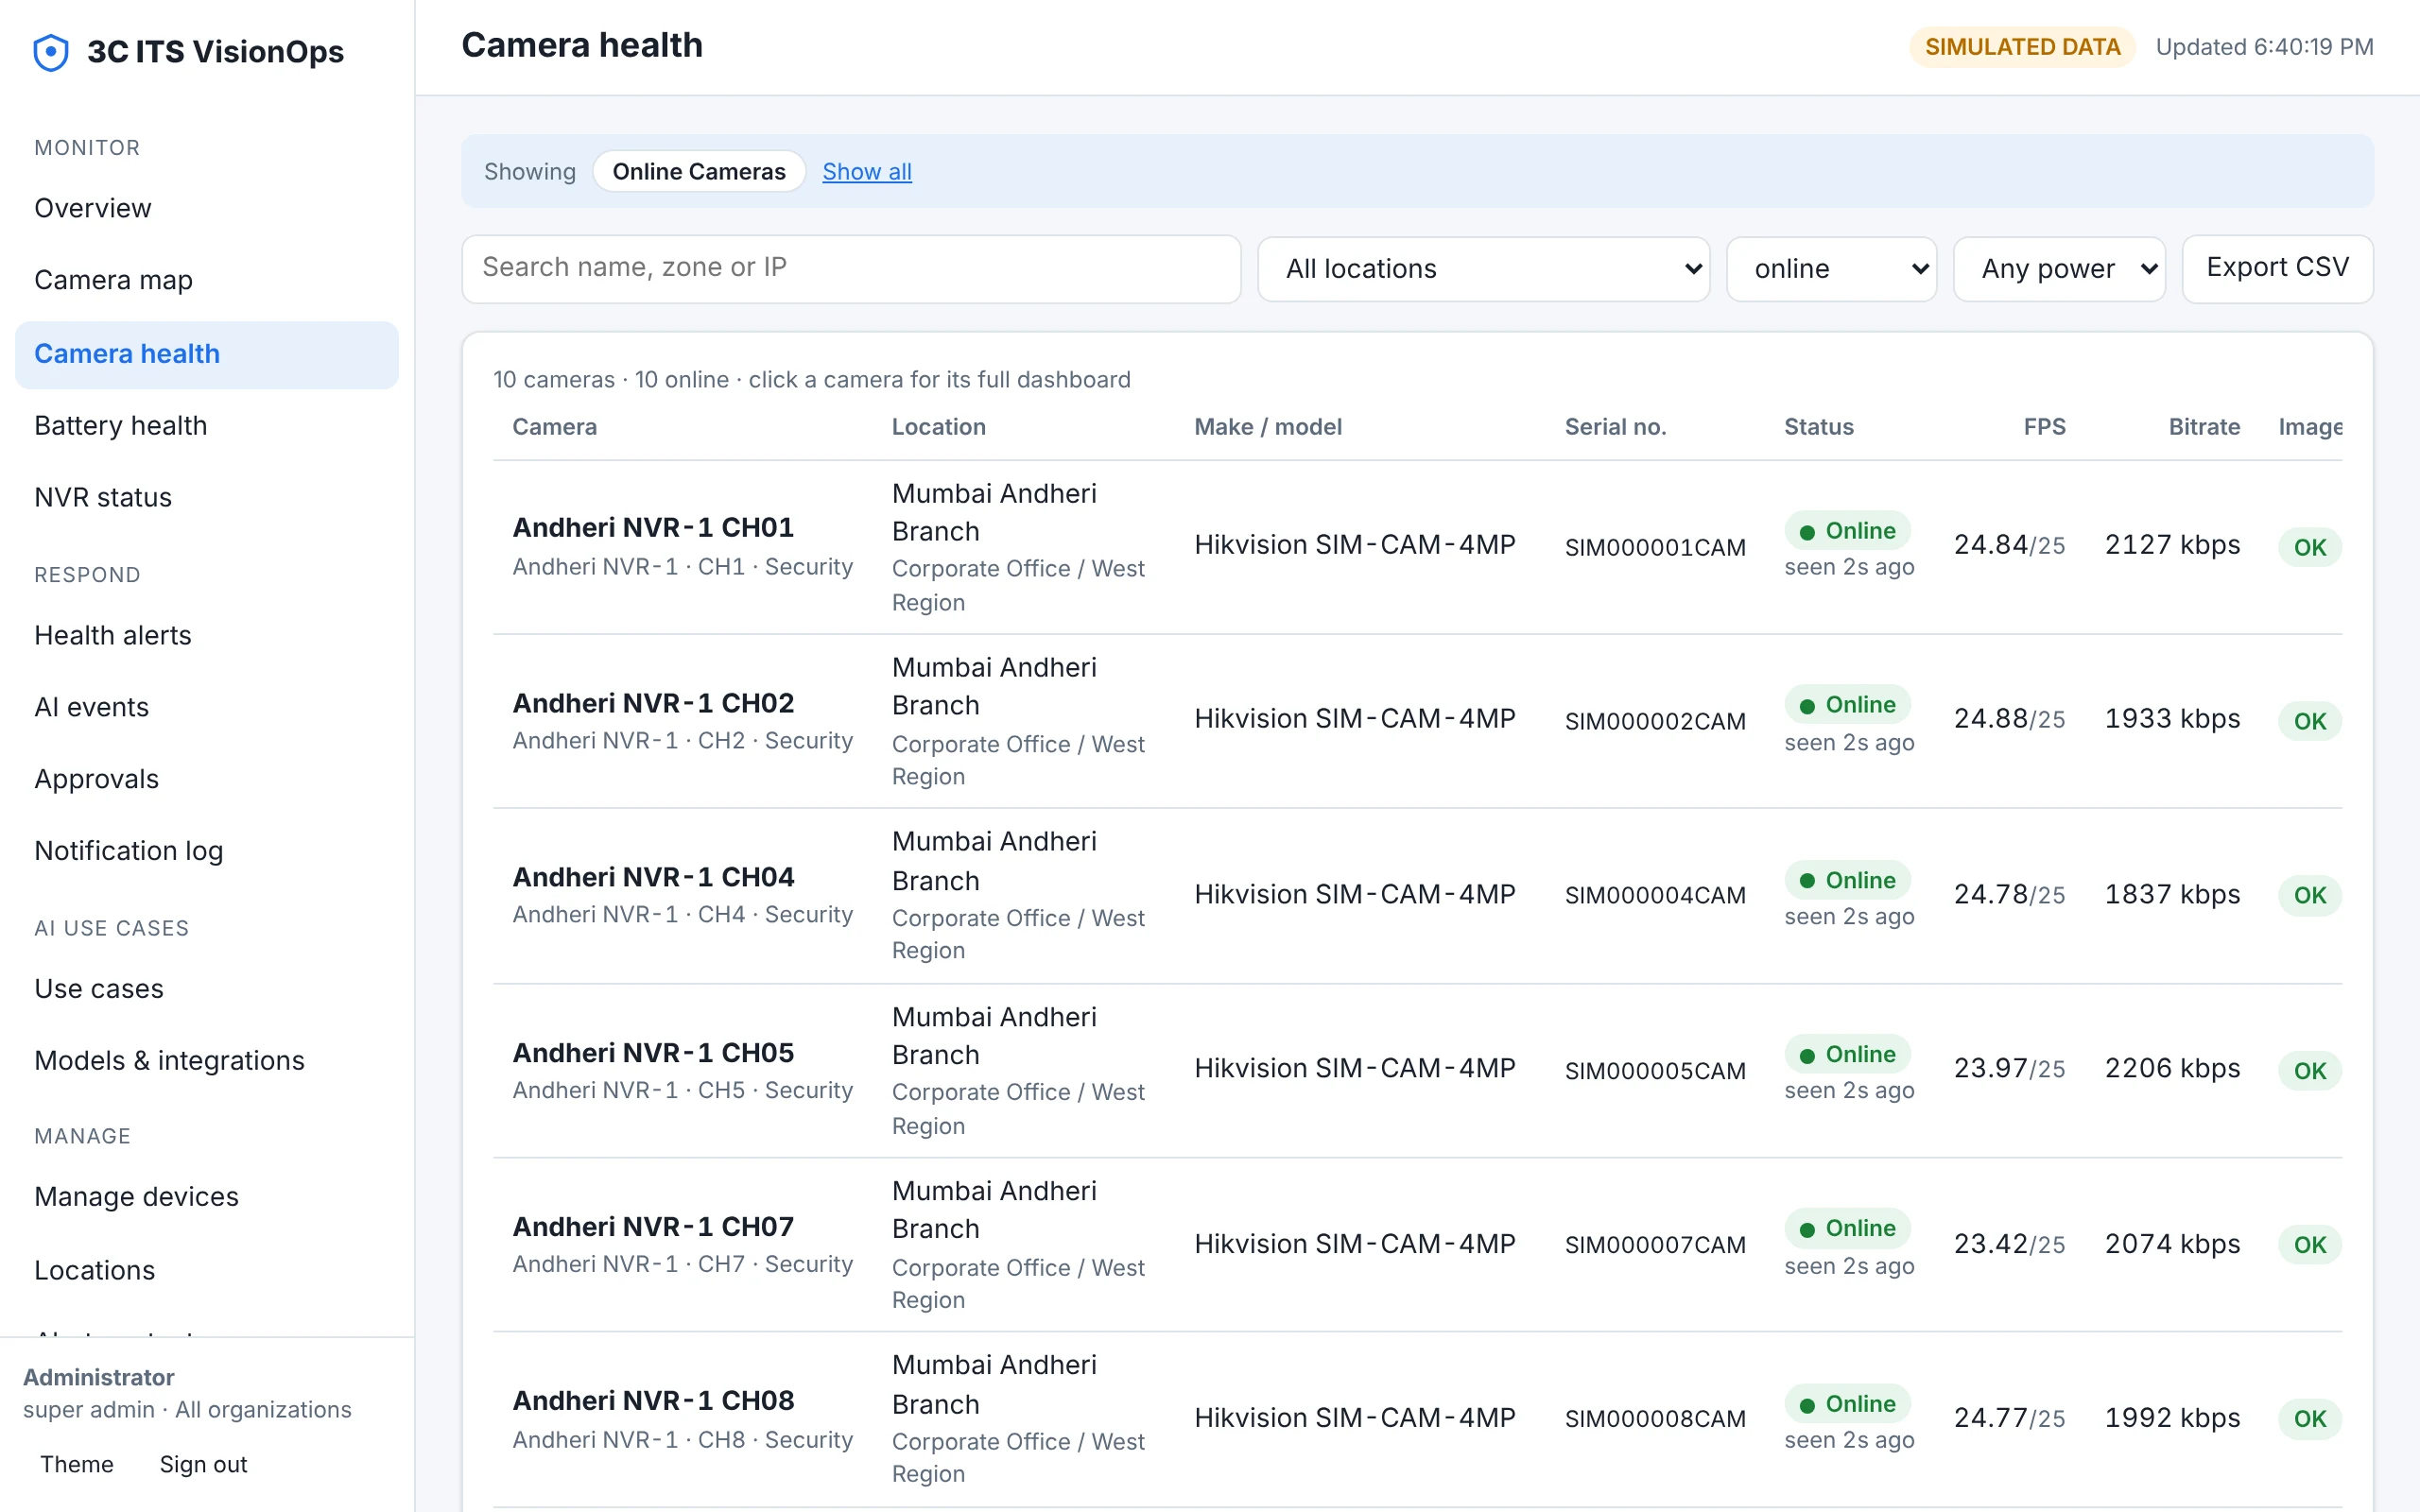 3C ITS VisionOps
MONITOR
Overview
Camera map
Camera health
Battery health
NVR status
RESPOND
Health alerts
AI events
Approvals
Notification log
AI USE CASES
Use cases
Models & integrations
MANAGE
Manage devices
Locations
Administrator
super admin · All organizations
Theme Sign out
Camera health
SIMULATED DATA Updated 6:40:19 PM
Showing Online Cameras Show all
Search name, zone or IP All locations online Any power Export CSV
10 cameras · 10 online · click a camera for its full dashboard
Camera Location Make / model Serial no. Status FPS Bitrate Image
Andheri NVR-1 CH01
Andheri NVR-1 · CH1 · Security
Mumbai Andheri
Branch
Corporate Office / West
Region
Hikvision SIM-CAM-4MP
SIM000001CAM
Online
seen 2s ago
24.84/25
2127 kbps
OK
Andheri NVR-1 CH02
Andheri NVR-1 · CH2 · Security
Mumbai Andheri
Branch
Corporate Office / West
Region
Hikvision SIM-CAM-4MP
SIM000002CAM
Online
seen 2s ago
24.88/25
1933 kbps
OK
Andheri NVR-1 CH04
Andheri NVR-1 · CH4 · Security
Mumbai Andheri
Branch
Corporate Office / West
Region
Hikvision SIM-CAM-4MP
SIM000004CAM
Online
seen 2s ago
24.78/25
1837 kbps
OK
Andheri NVR-1 CH05
Andheri NVR-1 · CH5 · Security
Mumbai Andheri
Branch
Corporate Office / West
Region
Hikvision SIM-CAM-4MP
SIM000005CAM
Online
seen 2s ago
23.97/25
2206 kbps
OK
Andheri NVR-1 CH07
Andheri NVR-1 · CH7 · Security
Mumbai Andheri
Branch
Corporate Office / West
Region
Hikvision SIM-CAM-4MP
SIM000007CAM
Online
seen 2s ago
23.42/25
2074 kbps
OK
Andheri NVR-1 CH08
Andheri NVR-1 · CH8 · Security
Mumbai Andheri
Branch
Corporate Office / West
Region
Hikvision SIM-CAM-4MP
SIM000008CAM
Online
seen 2s ago
24.77/25
1992 kbps
OK